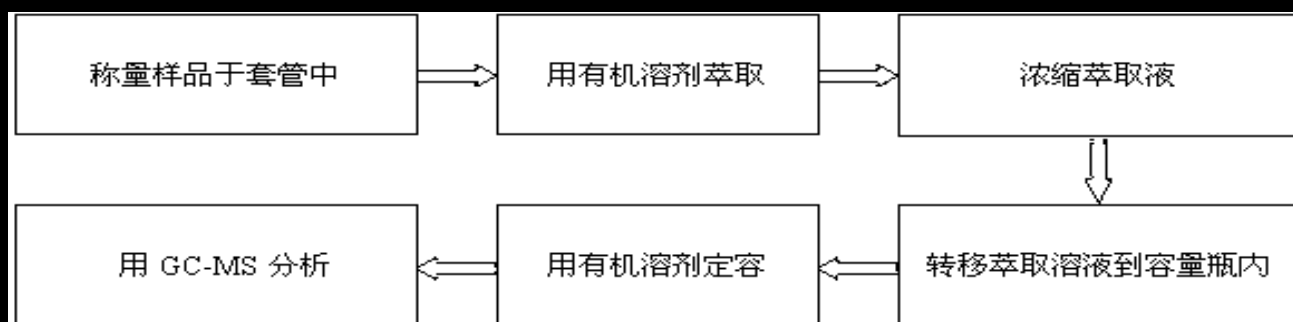 称量样品于套管中
用有机溶剂萃取
浓缩萃取液
转移萃取溶液到容量瓶内
用有机溶剂定容
用 GC-MS 分析